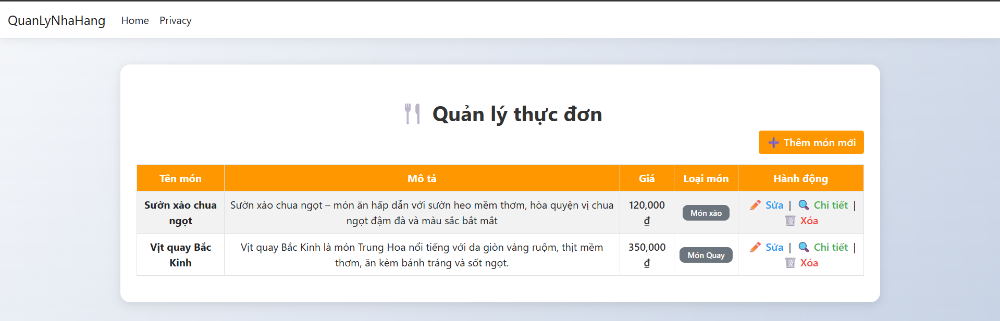 QuanLyNhaHang Home Privacy
🍴 Quản lý thực đơn
➕ Thêm món mới
Tên món Mô tả Giá Loại món Hành động
Sườn xào chua ngọt Sườn xào chua ngọt – món ăn hấp dẫn với sườn heo mềm thơm, hòa quyện vị chua ngọt đậm đà và màu sắc bắt mắt 120,000 ₫ Món xào ✏️ Sửa | 🔍 Chi tiết | 🗑️ Xóa
Vịt quay Bắc Kinh Vịt quay Bắc Kinh là món Trung Hoa nổi tiếng với da giòn vàng ruộm, thịt mềm thơm, ăn kèm bánh tráng và sốt ngọt. 350,000 ₫ Món Quay ✏️ Sửa | 🔍 Chi tiết | 🗑️ Xóa